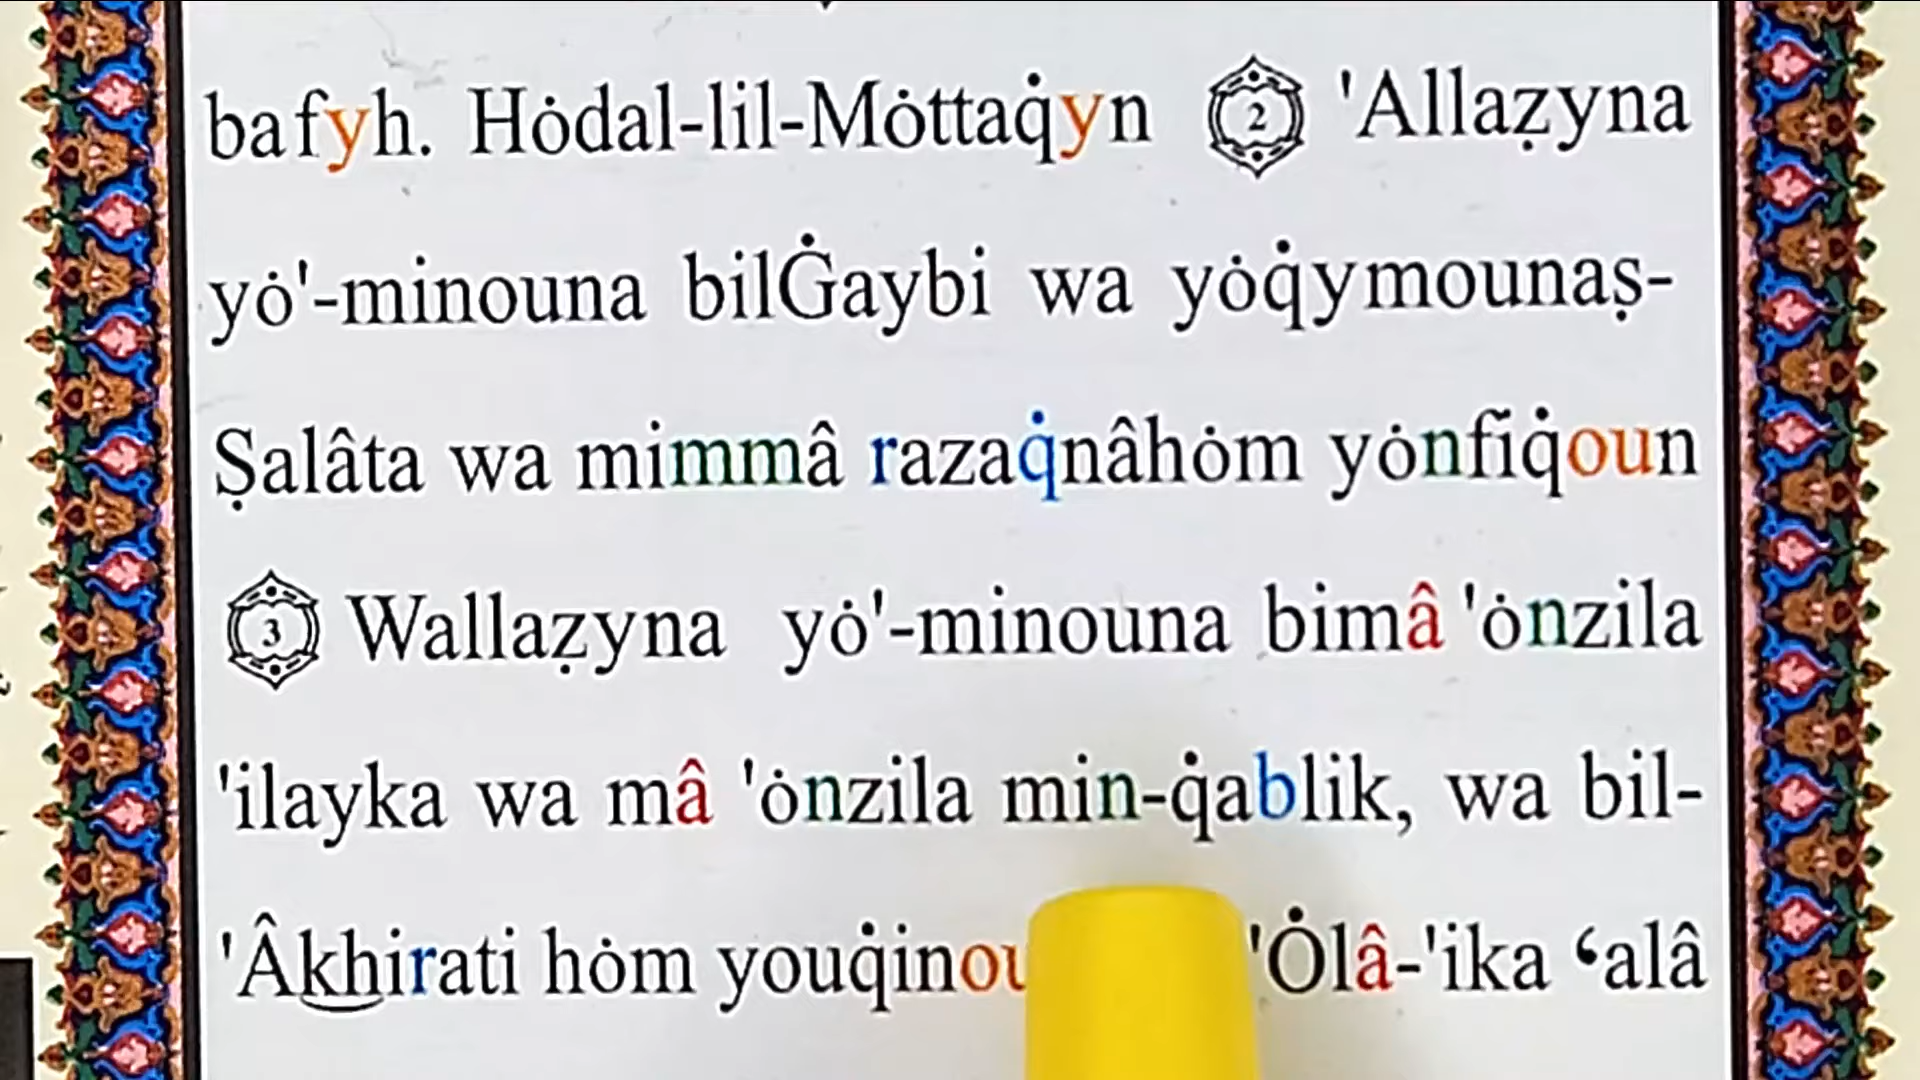 bafyh. Hȯdal-lil-Mȯttaq̇yn 2 'Allaẓyna
yȯ'-minouna bilĠaybi wa yȯq̇ymounaṣ-
Ṣalâta wa mimmâ razaq̇nâhȯm yȯnfiq̇oun
3 Wallaẓyna yȯ'-minouna bimâ 'ȯnzila
'ilayka wa mâ 'ȯnzila min-q̇ablik, wa bil-
'Âkhirati hȯm 'Ȯlâ-'ika ‘alâ